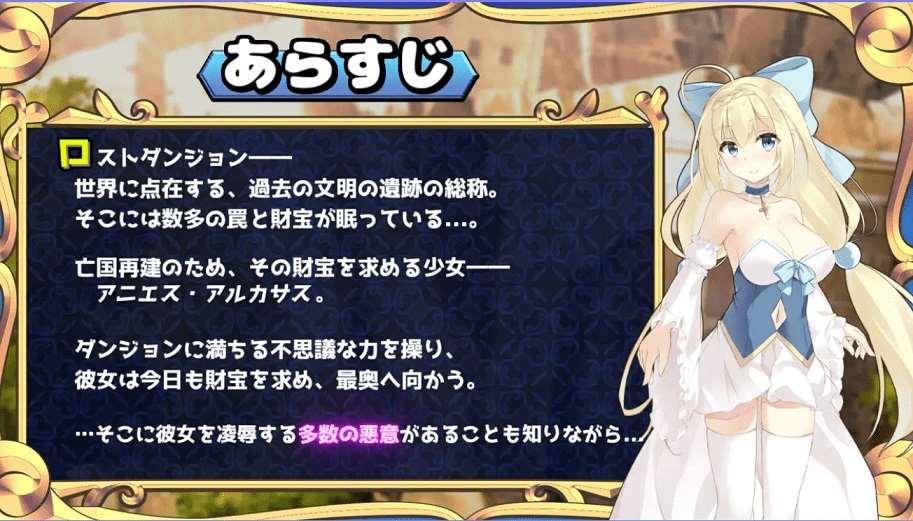 あらすじ
ロストダンジョン――
世界に点在する、過去の文明の遺跡の総称。
そこには数多の罠と財宝が眠っている…。
亡国再建のため、その財宝を求める少女――
アニエス・アルカサス。
ダンジョンに満ちる不思議な力を操り、
彼女は今日も財宝を求め、最奥へ向かう。
…そこに彼女を凌辱する多数の悪意があることも知りながら…